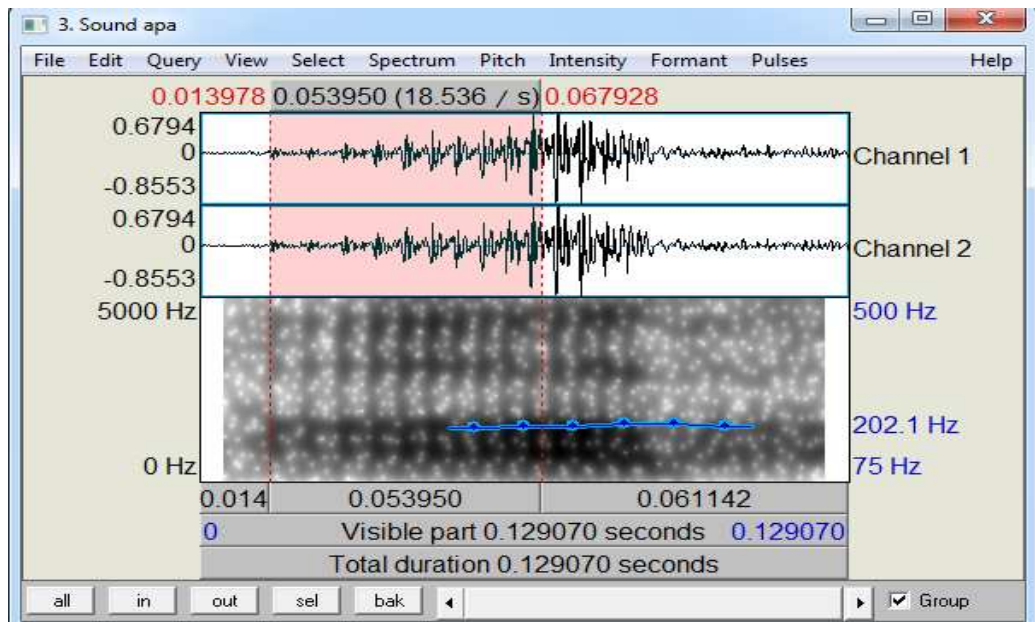 3. Sound apa
File Edit Query View Select Spectrum Pitch Intensity Formant Pulses Help
0.013978 0.053950 (18.536 / s) 0.067928
0.6794
0
-0.8553
Channel 1
0.6794
0
-0.8553
Channel 2
5000 Hz 500 Hz
202.1 Hz
0 Hz 75 Hz
0.014 0.053950 0.061142
0 Visible part 0.129070 seconds 0.129070
Total duration 0.129070 seconds
all in out sel bak Group